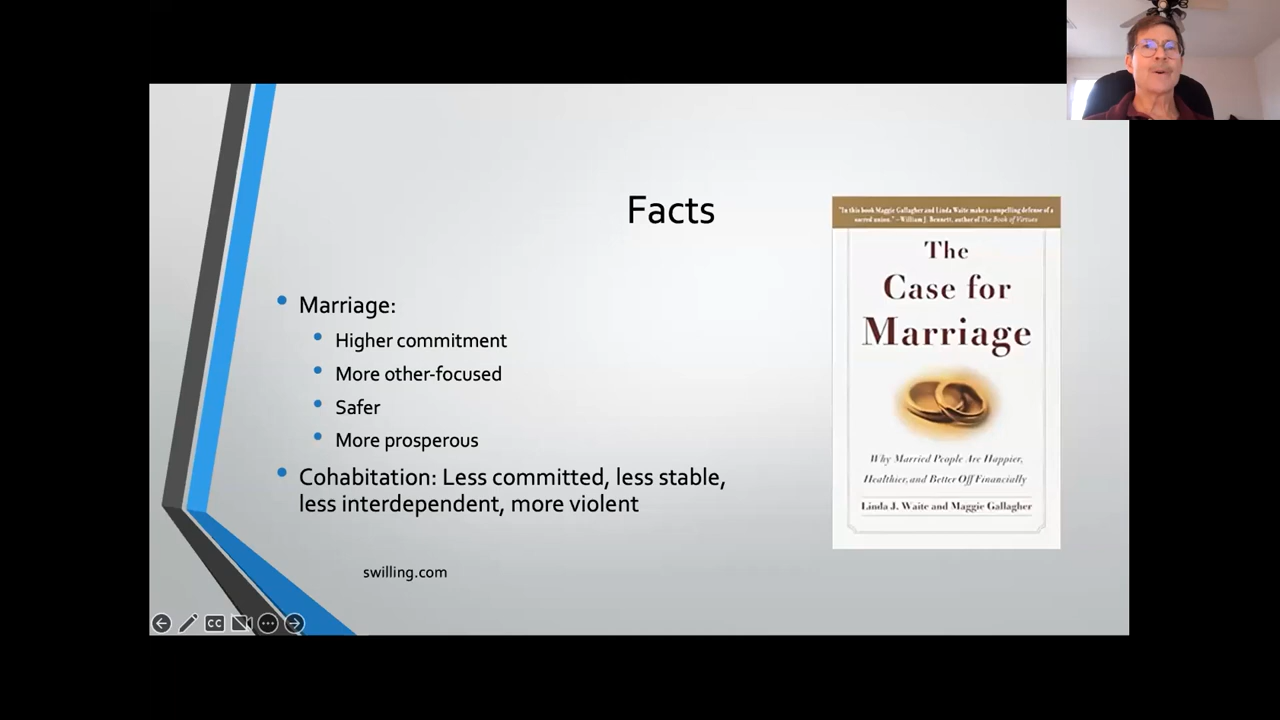 Facts
Marriage:
Higher commitment
More other-focused
Safer
More prosperous
Cohabitation: Less committed, less stable,
less interdependent, more violent
swilling.com
CC
"In this book Maggie Gallagher and Linda Waite make a compelling defense of a
sacred union." –William J. Bennett, author of The Book of Virtues
The
Case for
Marriage
Why Married People Are Happier,
Healthier, and Better Off Financially
Linda J. Waite and Maggie Gallagher